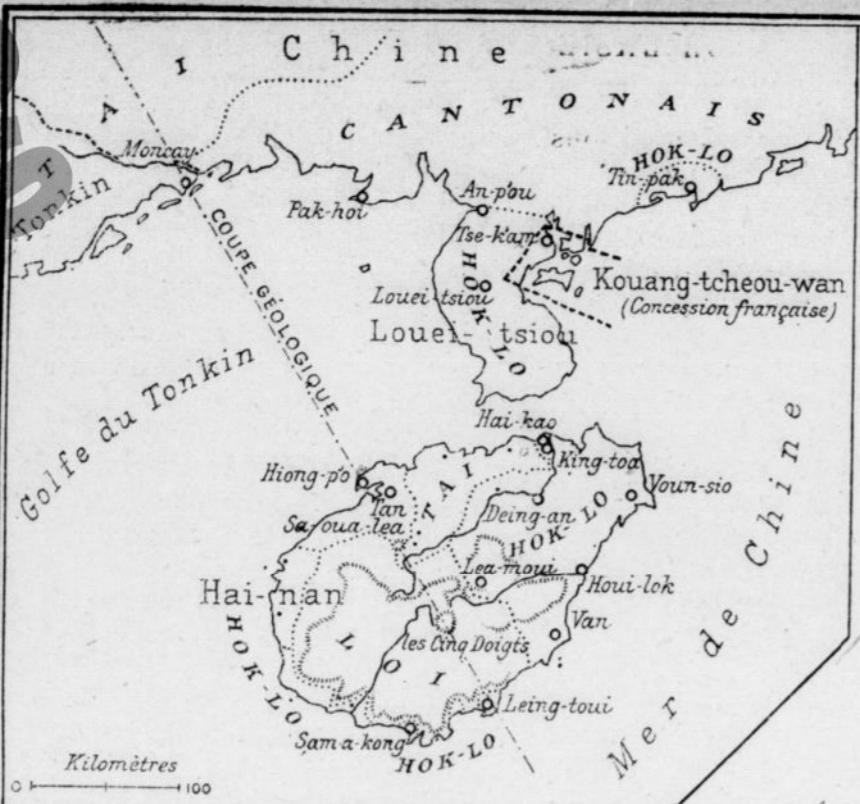 Chine
TAI
CANTONAIS
Moncay
HOK-LO
Tin-pak
Tonkin
Pak-hoi
An-p'ou
Tse-k'am
COUPE GÉOLOGIQUE
HOK-LO
Kouang-tcheou-wan
(Concession française)
Louei-tsiou
Louei-tsiou
Golfe du Tonkin
Hai-kao
King-toa
Hiong-p'o
Tan
TAI
Voun-sio
Sa-oua-lea
Deing-an
HOK-LO
Lea-moui
Houi-lok
Hai-nan
Van
LOI
les Cinq Doigts
HOK-LO
Leing-toui
Sam-a-kong
HOK-LO
Mer de Chine
Kilomètres
0 100